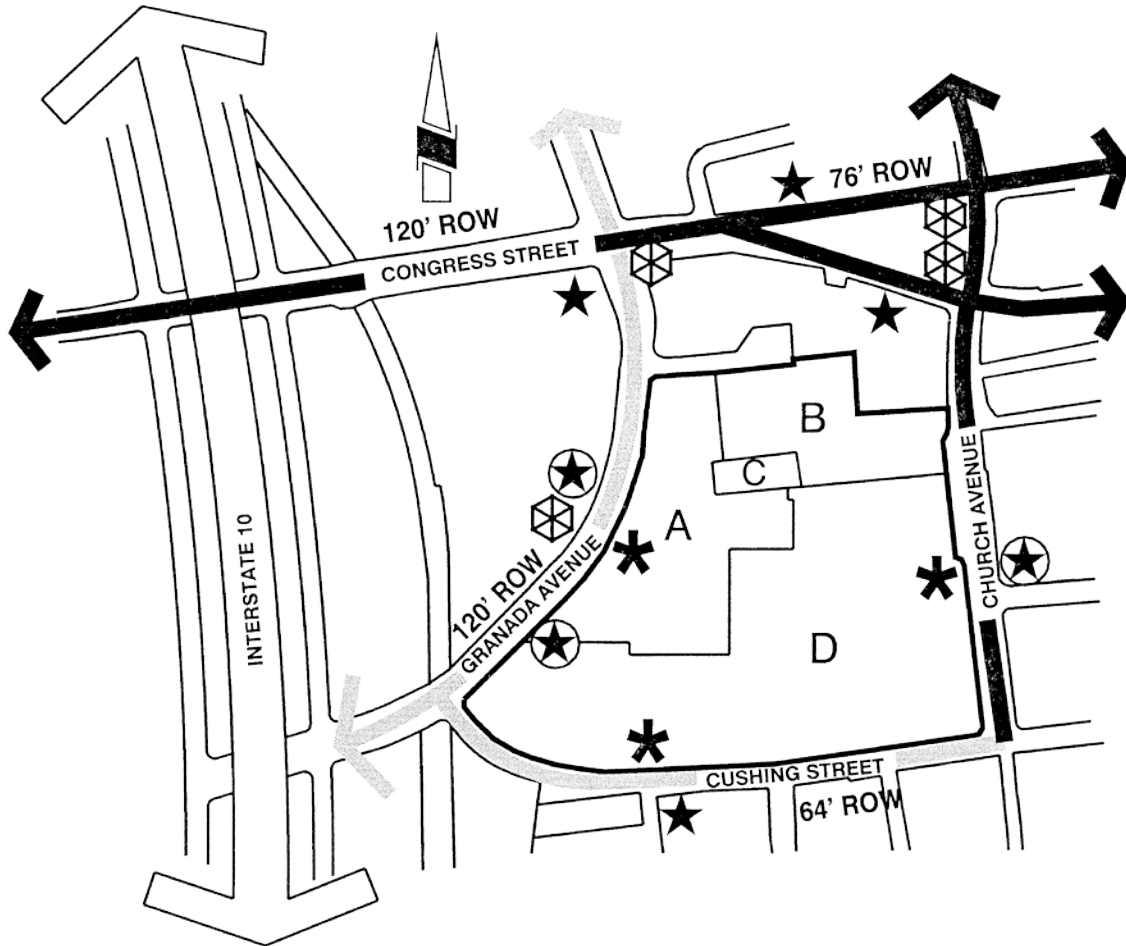 76' ROW
120' ROW
CONGRESS STREET
B
C
A
CHURCH AVENUE
INTERSTATE 10
120' ROW
GRANADA AVENUE
D
CUSHING STREET
64' ROW